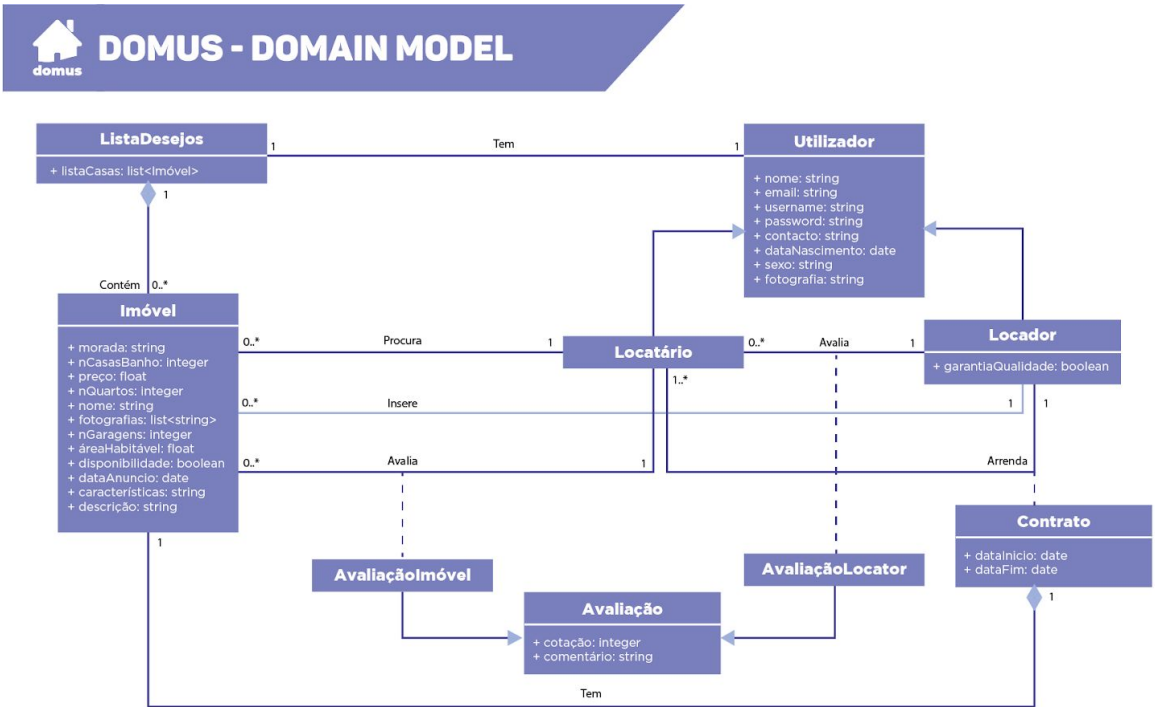 domus
DOMUS - DOMAIN MODEL
ListaDesejos
+ listaCasas: list<Imóvel>
1
Tem
1
Utilizador
+ nome: string
+ email: string
+ username: string
+ password: string
+ contacto: string
+ dataNascimento: date
+ sexo: string
+ fotografia: string
1
Contém
0..*
Imóvel
+ morada: string
+ nCasasBanho: integer
+ preço: float
+ nQuartos: integer
+ nome: string
+ fotografias: list<string>
+ nGaragens: integer
+ áreaHabitável: float
+ disponibilidade: boolean
+ dataAnuncio: date
+ características: string
+ descrição: string
0..*
Procura
1
Locatário
0..*
Avalia
1
Locador
+ garantiaQualidade: boolean
1..*
0..*
Insere
1
1
0..*
Avalia
1
Arrenda
Contrato
+ dataInicio: date
+ dataFim: date
1
1
AvaliaçãoImóvel
AvaliaçãoLocator
Avaliação
+ cotação: integer
+ comentário: string
Tem